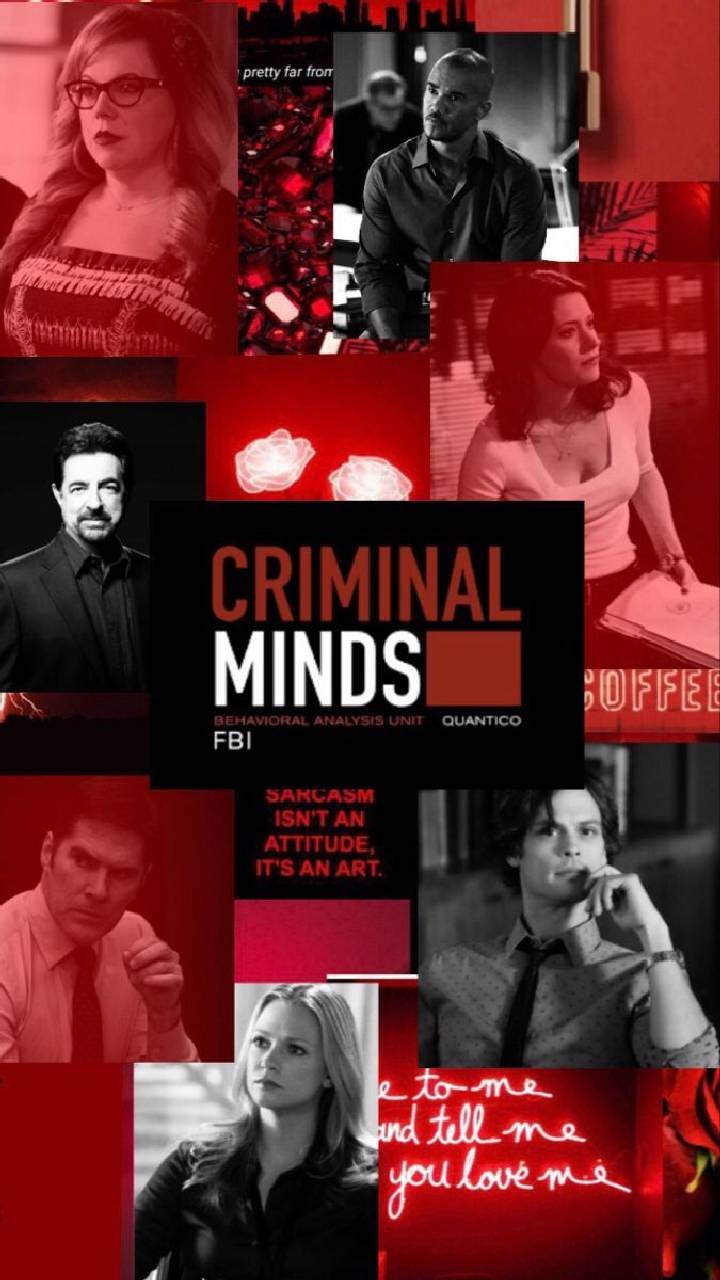 pretty far from
CRIMINAL
MINDS
BEHAVIORAL ANALYSIS UNIT QUANTICO
FBI
COFFEE
SARCASM
ISN'T AN
ATTITUDE,
IT'S AN ART.
e to me
and tell me
you love me